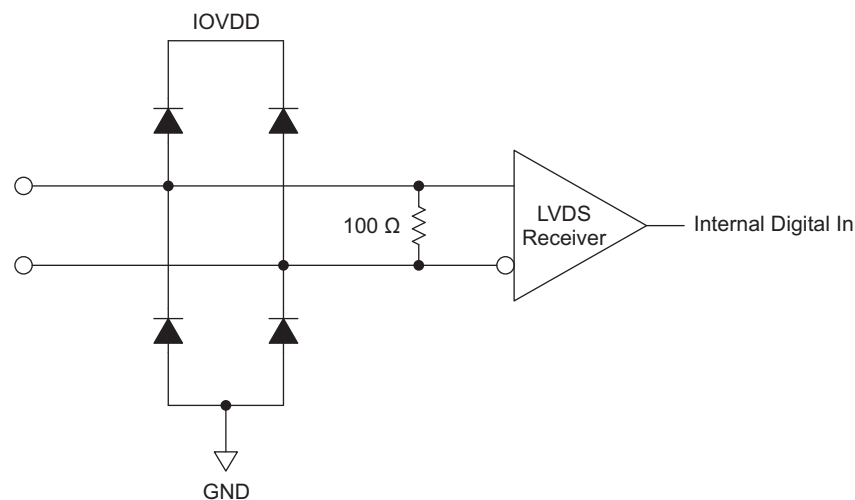 IOVDD
100 Ω
LVDS
Receiver
Internal Digital In
GND